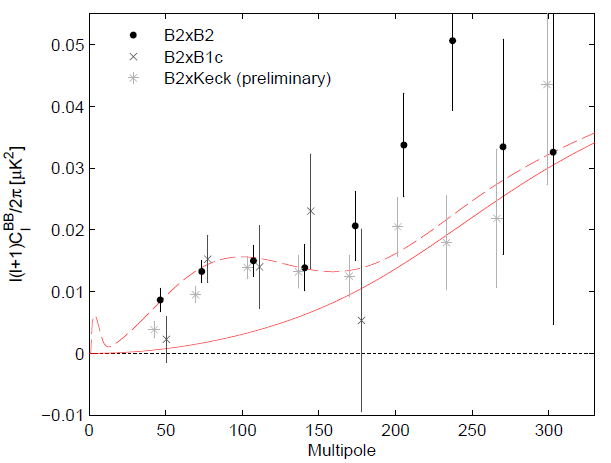 B2xB2
B2xB1c
B2xKeck (preliminary)
0.05
0.04
0.03
0.02
0.01
0
−0.01
l(l+1)C_l^BB/2π [μK²]
0 50 100 150 200 250 300
Multipole